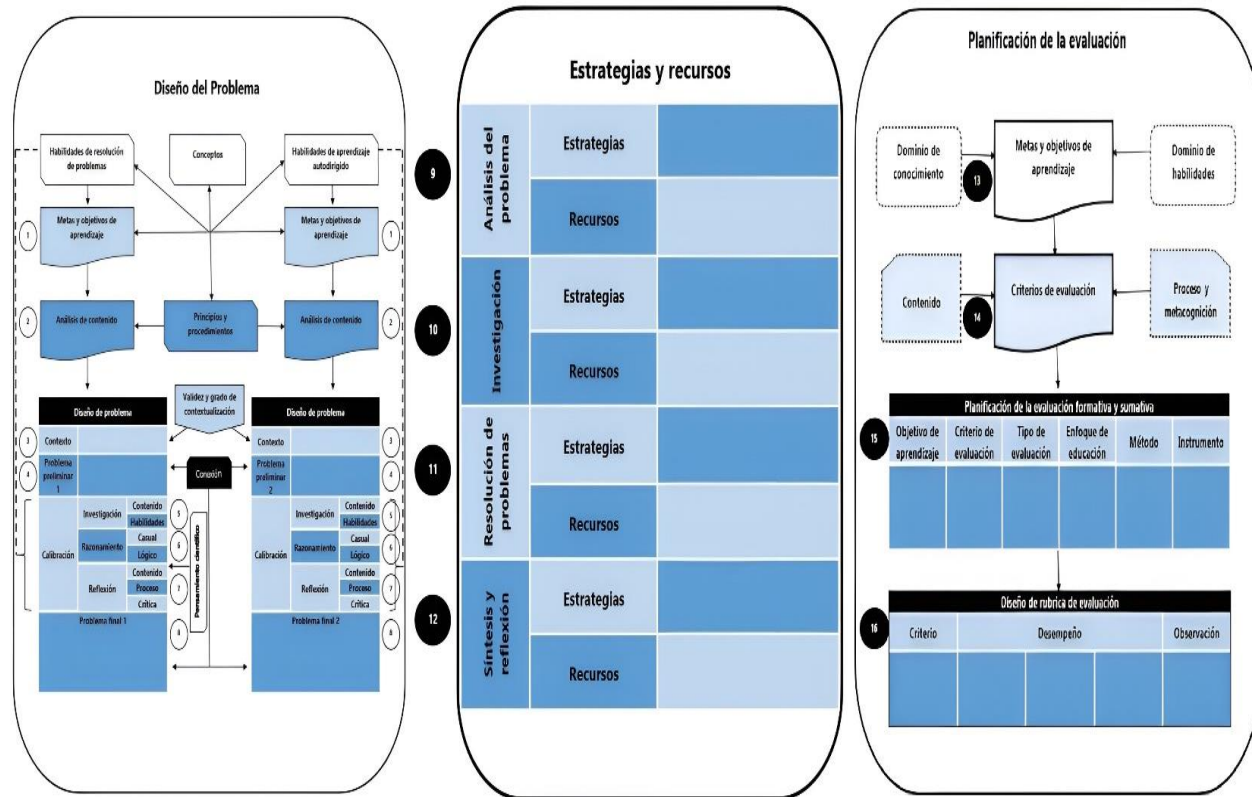 Diseño del Problema
Habilidades de resolución
de problemas
Conceptos
Habilidades de aprendizaje
autodirigido
1
Metas y objetivos de
aprendizaje
Metas y objetivos de
aprendizaje
1
2
Análisis de contenido
Principios y
procedimientos
Análisis de contenido
2
Validez y grado de
contextualización
Diseño de problema
3
Contexto
4
Problema
preliminar
1
Calibración
Investigación
Contenido
Habilidades
5
Razonamiento
Casual
Lógico
6
Reflexión
Contenido
Proceso
Crítica
7
Problema final 1
8
Conexión
Pensamiento científico
Diseño de problema
Contexto
3
Problema
preliminar
2
4
Calibración
Investigación
Contenido
Habilidades
5
Razonamiento
Casual
Lógico
6
Reflexión
Contenido
Proceso
Crítica
7
Problema final 2
8
Estrategias y recursos
9
Análisis del
problema
Estrategias
Recursos
10
Investigación
Estrategias
Recursos
11
Resolución de
problemas
Estrategias
Recursos
12
Síntesis y
reflexión
Estrategias
Recursos
Planificación de la evaluación
Dominio de
conocimiento
13
Metas y objetivos de
aprendizaje
Dominio de
habilidades
Contenido
14
Criterios de evaluación
Proceso y
metacognición
Planificación de la evaluación formativa y sumativa
15
Objetivo de
aprendizaje
Criterio de
evaluación
Tipo de
evaluación
Enfoque de
educación
Método
Instrumento
Diseño de rubrica de evaluación
16
Criterio
Desempeño
Observación